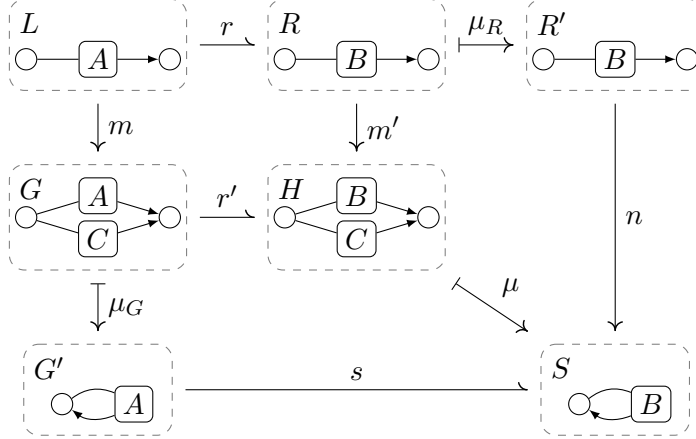 L r R μ_R R′
A B B
m m′
G A r′ H B n
C C
μ_G μ
G′ s S
A B